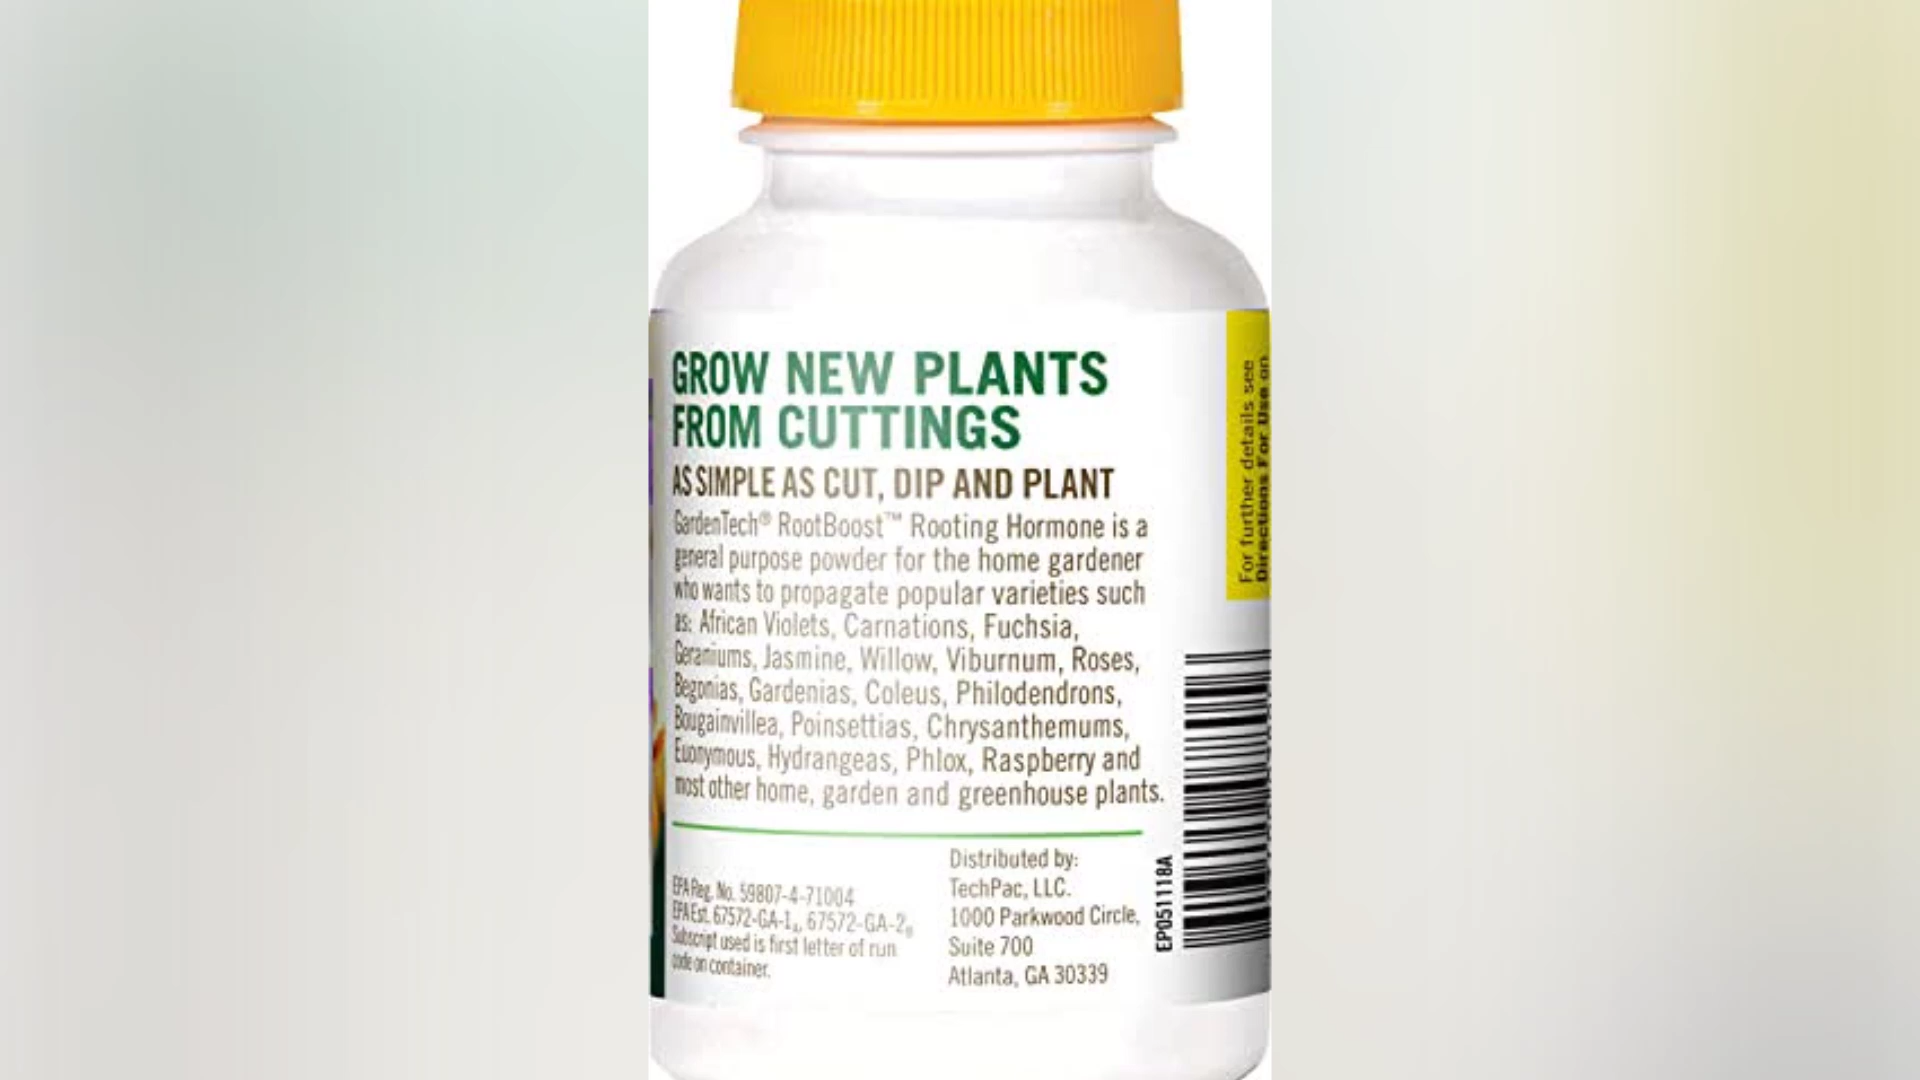 GROW NEW PLANTS
FROM CUTTINGS
AS SIMPLE AS CUT, DIP AND PLANT
GardenTech® RootBoost™ Rooting Hormone is a
general purpose powder for the home gardener
who wants to propagate popular varieties such
as: African Violets, Carnations, Fuchsia,
Geraniums, Jasmine, Willow, Viburnum, Roses,
Begonias, Gardenias, Coleus, Philodendrons,
Bougainvillea, Poinsettias, Chrysanthemums,
Euonymous, Hydrangeas, Phlox, Raspberry and
most other home, garden and greenhouse plants.
EPA Reg. No. 59807-4-71004
EPA Est. 67572-GA-1, 67572-GA-2
Subscript used is first letter of run
code on container.
Distributed by:
TechPac, LLC.
1000 Parkwood Circle,
Suite 700
Atlanta, GA 30339
EP051118A
For further details see
Directions For Use on